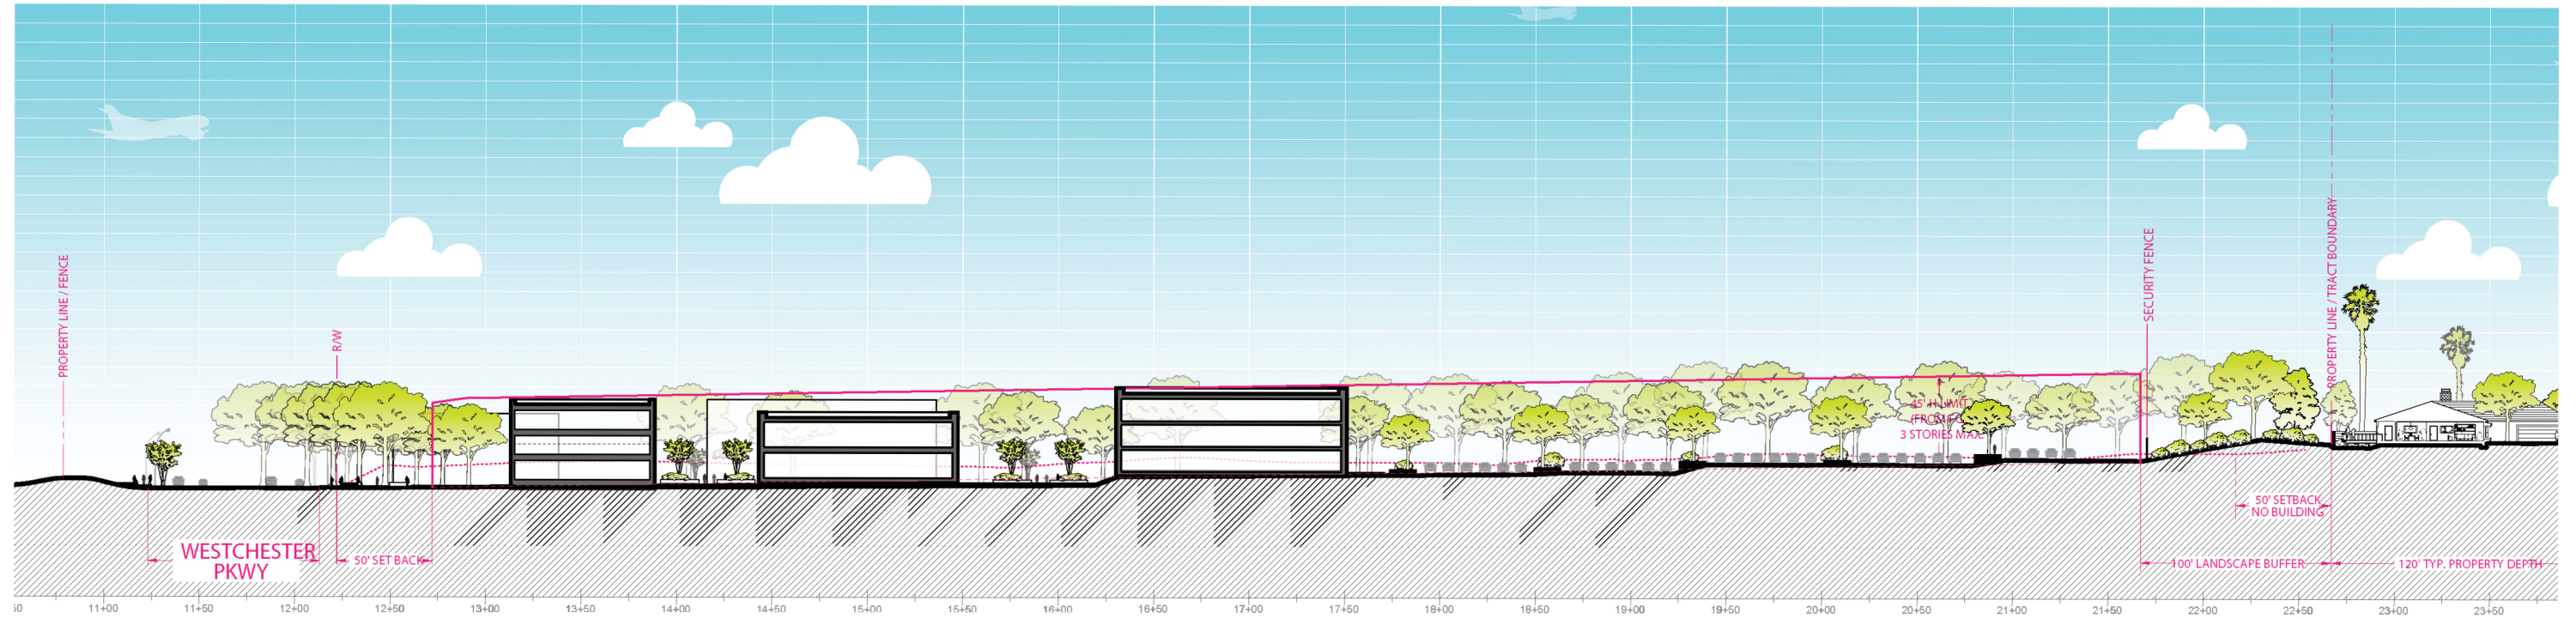 PROPERTY LINE / FENCE
R/W
SECURITY FENCE
PROPERTY LINE / TRACT BOUNDARY
45' H LIMIT
(FROM
3 STORIES MAX.
50' SETBACK
NO BUILDING
WESTCHESTER
PKWY
50' SET BACK
100' LANDSCAPE BUFFER
120' TYP. PROPERTY DEPTH
50 11+00 11+50 12+00 12+50 13+00 13+50 14+00 14+50 15+00 15+50 16+00 16+50 17+00 17+50 18+00 18+50 19+00 19+50 20+00 20+50 21+00 21+50 22+00 22+50 23+00 23+50